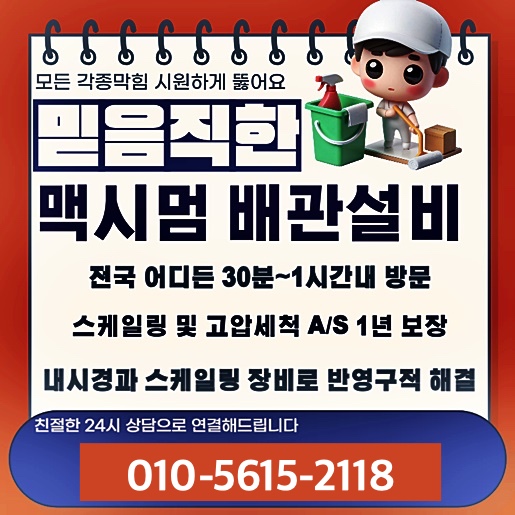 모든 각종막힘 시원하게 뚫어요
믿음직한
맥시멈 배관설비
전국 어디든 30분~1시간내 방문
스케일링 및 고압세척 A/S 1년 보장
내시경과 스케일링 장비로 반영구적 해결
친절한 24시 상담으로 연결해드립니다
010-5615-2118